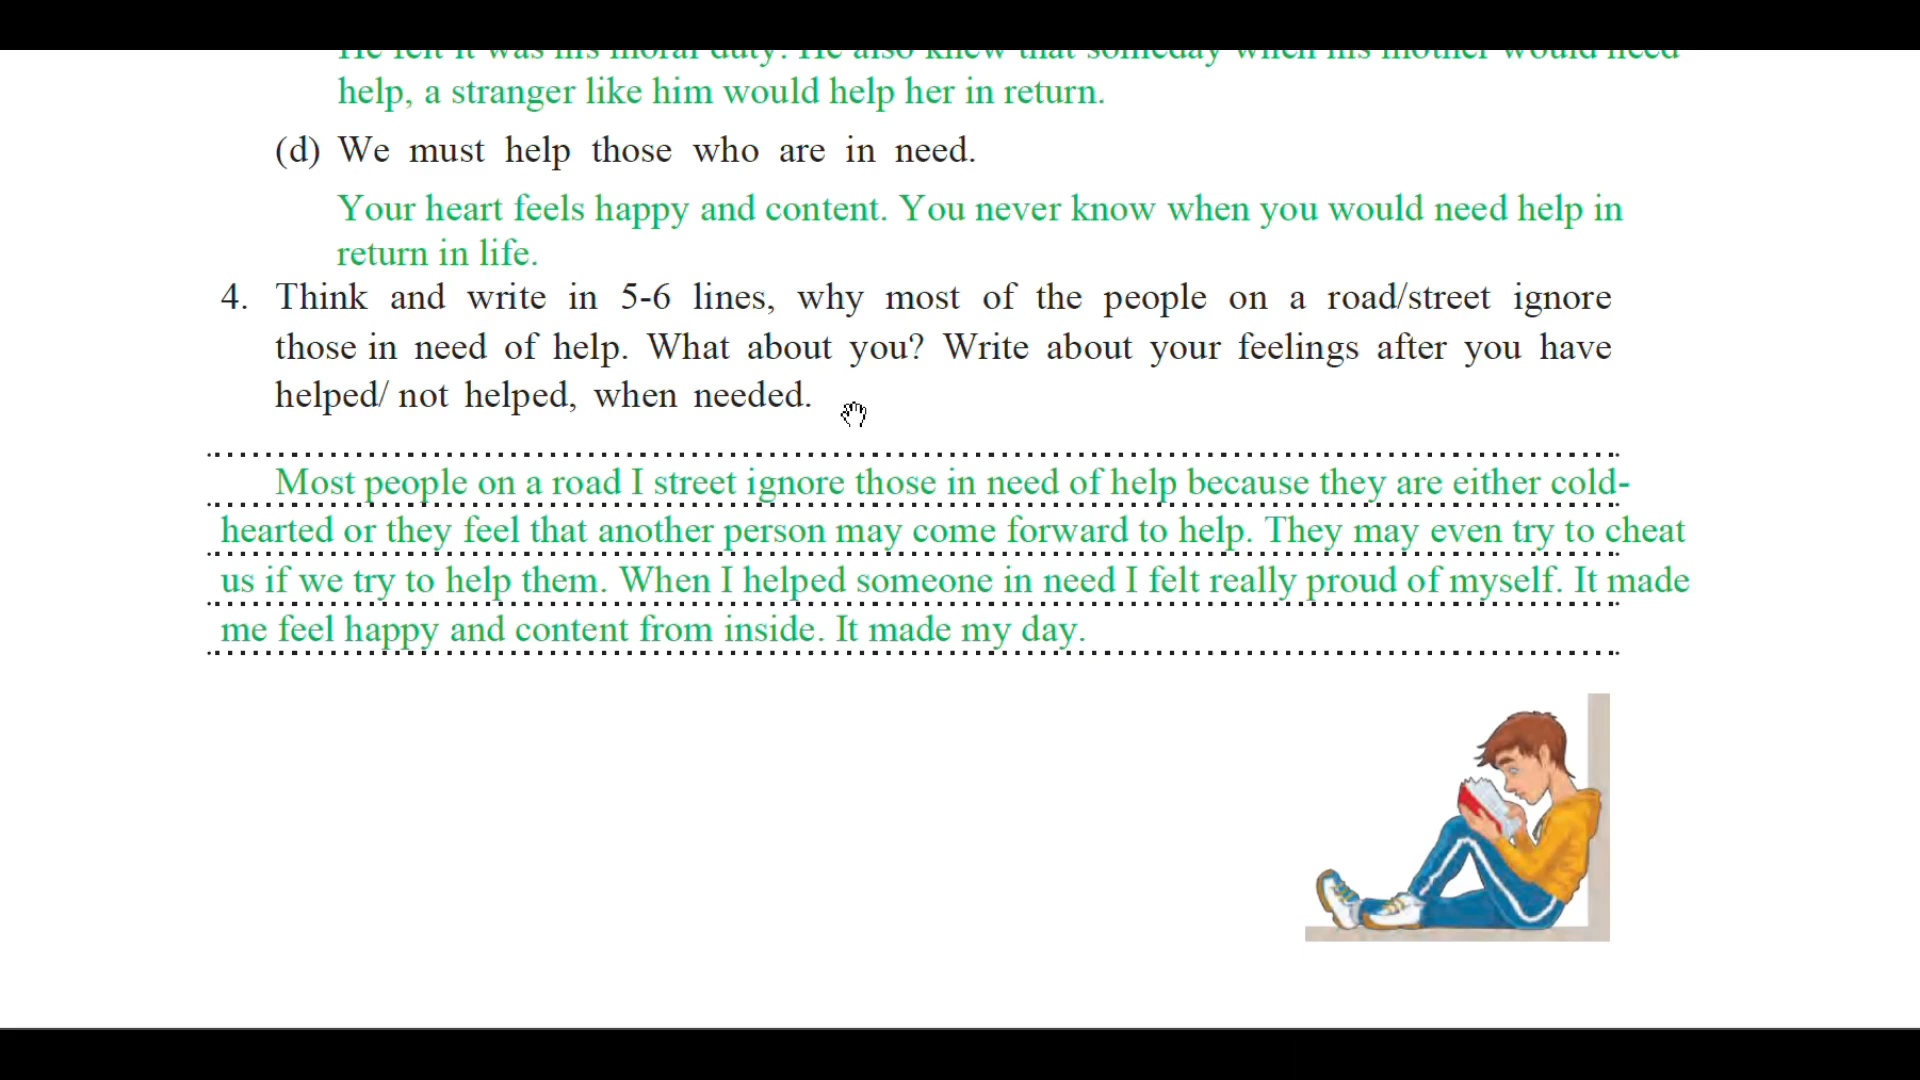 He felt it was his moral duty. He also knew that someday when his mother would need
help, a stranger like him would help her in return.
(d) We must help those who are in need.
Your heart feels happy and content. You never know when you would need help in
return in life.
4. Think and write in 5-6 lines, why most of the people on a road/street ignore
those in need of help. What about you? Write about your feelings after you have
helped/ not helped, when needed.
Most people on a road I street ignore those in need of help because they are either cold-
hearted or they feel that another person may come forward to help. They may even try to cheat
us if we try to help them. When I helped someone in need I felt really proud of myself. It made
me feel happy and content from inside. It made my day.